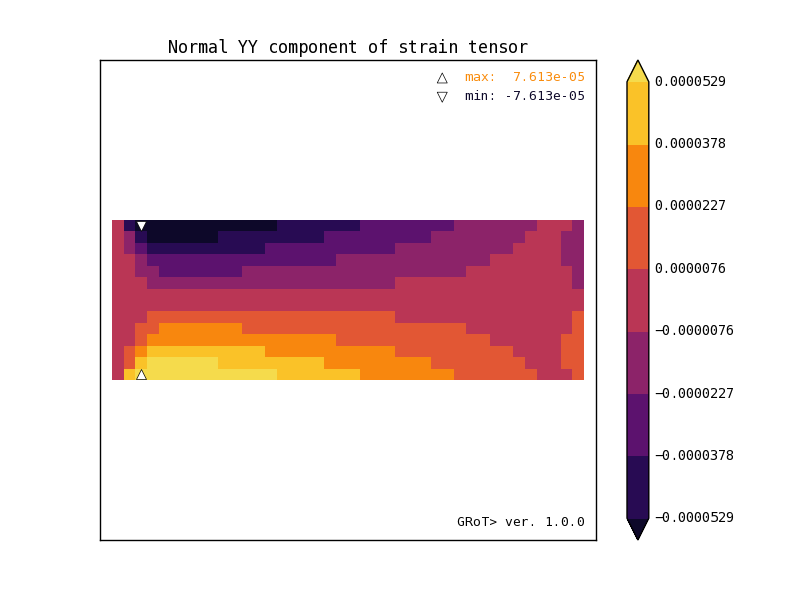 Normal YY component of strain tensor
△ max: 7.613e-05
▽ min: -7.613e-05
0.0000529
0.0000378
0.0000227
0.0000076
−0.0000076
−0.0000227
−0.0000378
−0.0000529
GRoT> ver. 1.0.0